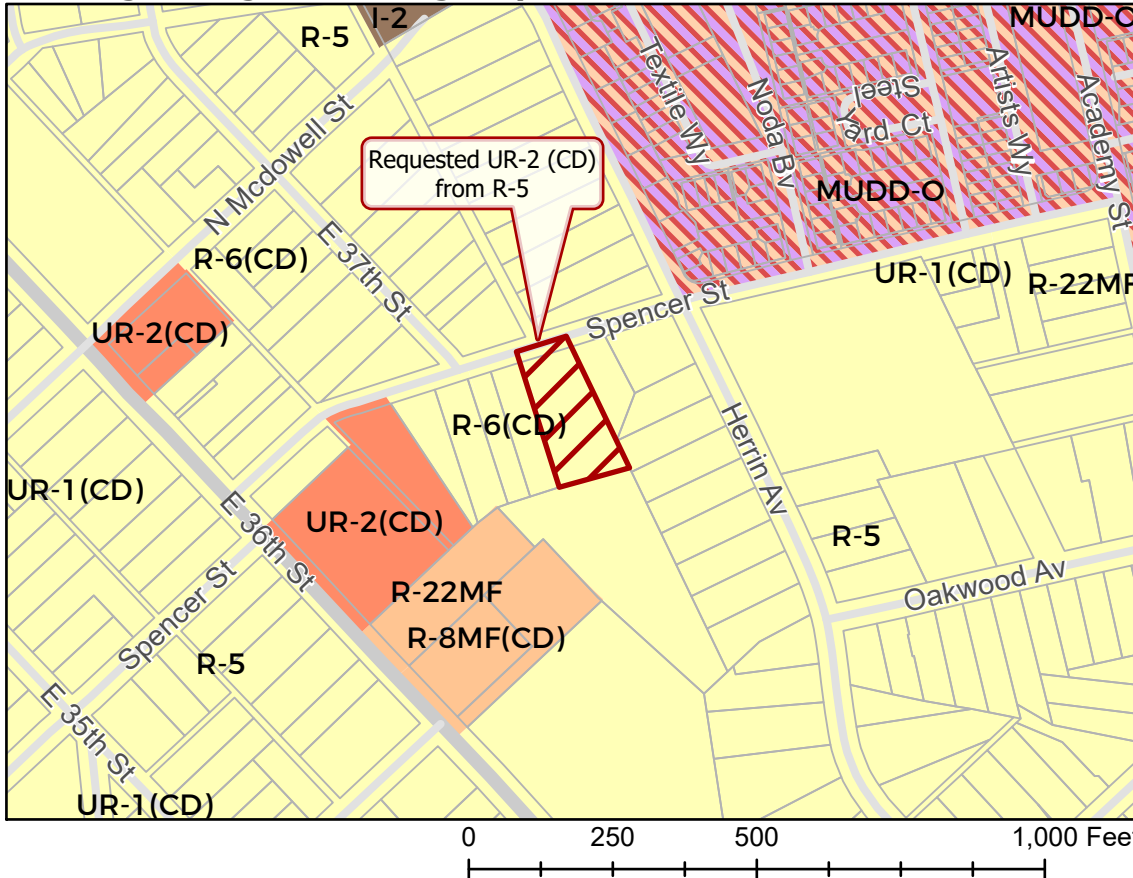 I-2
R-5
MUDD-O
Textile Wy
Noda Bv
Steel
Yard Ct
Artists Wy
Academy St
N Mcdowell St
Requested UR-2 (CD)
from R-5
MUDD-O
R-6(CD)
E 37th St
UR-1(CD)
R-22MF
Spencer St
UR-2(CD)
R-6(CD)
Herrin Av
UR-1(CD)
E 36th St
UR-2(CD)
R-5
R-22MF
Oakwood Av
R-8MF(CD)
Spencer St
R-5
E 35th St
UR-1(CD)
0 250 500 1,000 Feet